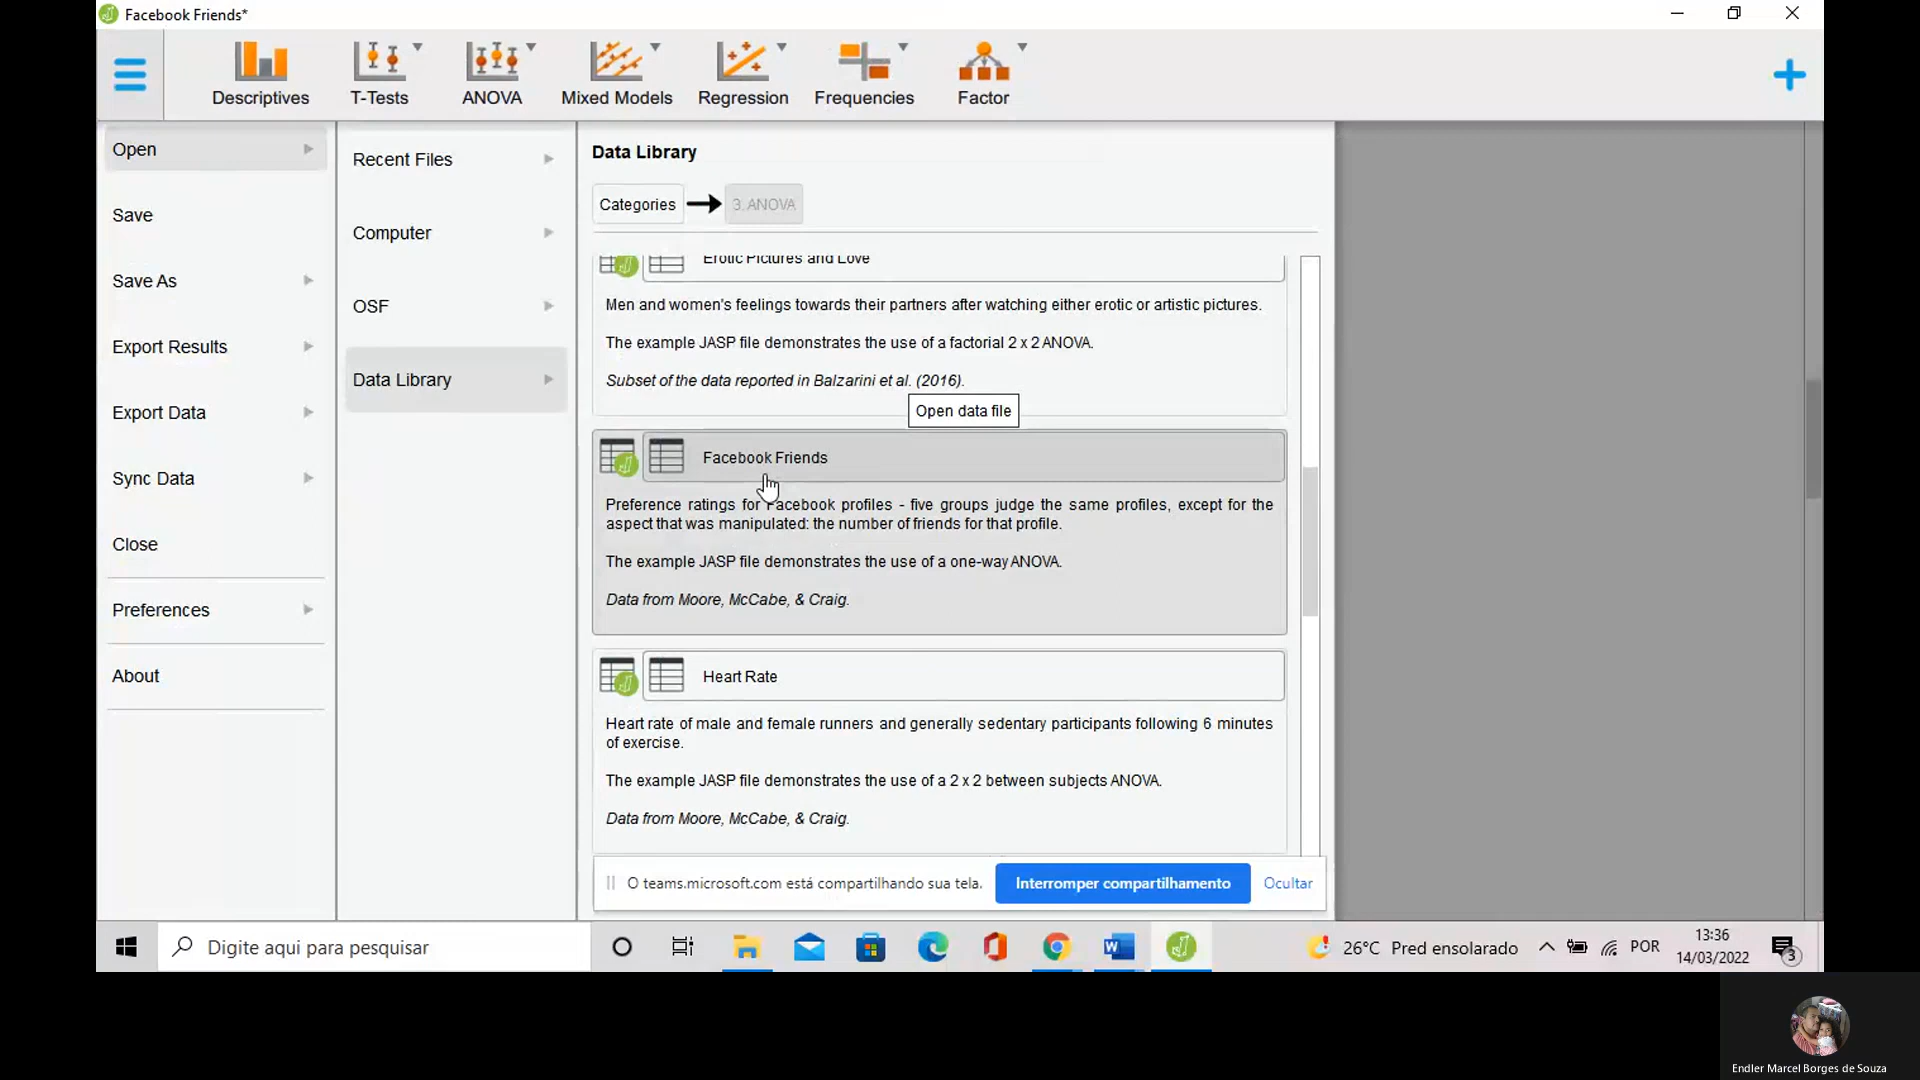 Facebook Friends*
Descriptives
T-Tests
ANOVA
Mixed Models
Regression
Frequencies
Factor
Open
Save
Save As
Export Results
Export Data
Sync Data
Close
Preferences
About
Recent Files
Computer
OSF
Data Library
Data Library
Categories
3. ANOVA
Erotic Pictures and Love
Men and women's feelings towards their partners after watching either erotic or artistic pictures.
The example JASP file demonstrates the use of a factorial 2 x 2 ANOVA.
Subset of the data reported in Balzarini et al. (2016).
Open data file
Facebook Friends
Preference ratings for Facebook profiles - five groups judge the same profiles, except for the
aspect that was manipulated: the number of friends for that profile.
The example JASP file demonstrates the use of a one-way ANOVA.
Data from Moore, McCabe, & Craig.
Heart Rate
Heart rate of male and female runners and generally sedentary participants following 6 minutes
of exercise.
The example JASP file demonstrates the use of a 2 x 2 between subjects ANOVA.
Data from Moore, McCabe, & Craig.
O teams.microsoft.com está compartilhando sua tela.
Interromper compartilhamento
Ocultar
Digite aqui para pesquisar
26°C Pred ensolarado
POR
13:36
14/03/2022
3
Endler Marcel Borges de Souza